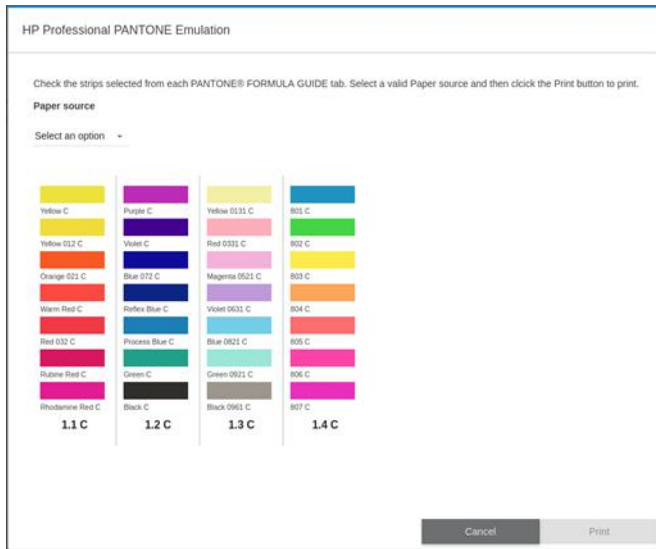 HP Professional PANTONE Emulation
Check the strips selected from each PANTONE® FORMULA GUIDE tab. Select a valid Paper source and then clcick the Print button to print.
Paper source
Select an option
Yellow C Purple C Yellow 0131 C 801 C
Yellow 012 C Violet C Red 0331 C 802 C
Orange 021 C Blue 072 C Magenta 0521 C 803 C
Warm Red C Reflex Blue C Violet 0631 C 804 C
Red 032 C Process Blue C Blue 0821 C 805 C
Rubine Red C Green C Green 0921 C 806 C
Rhodamine Red C Black C Black 0961 C 807 C
1.1 C 1.2 C 1.3 C 1.4 C
Cancel Print